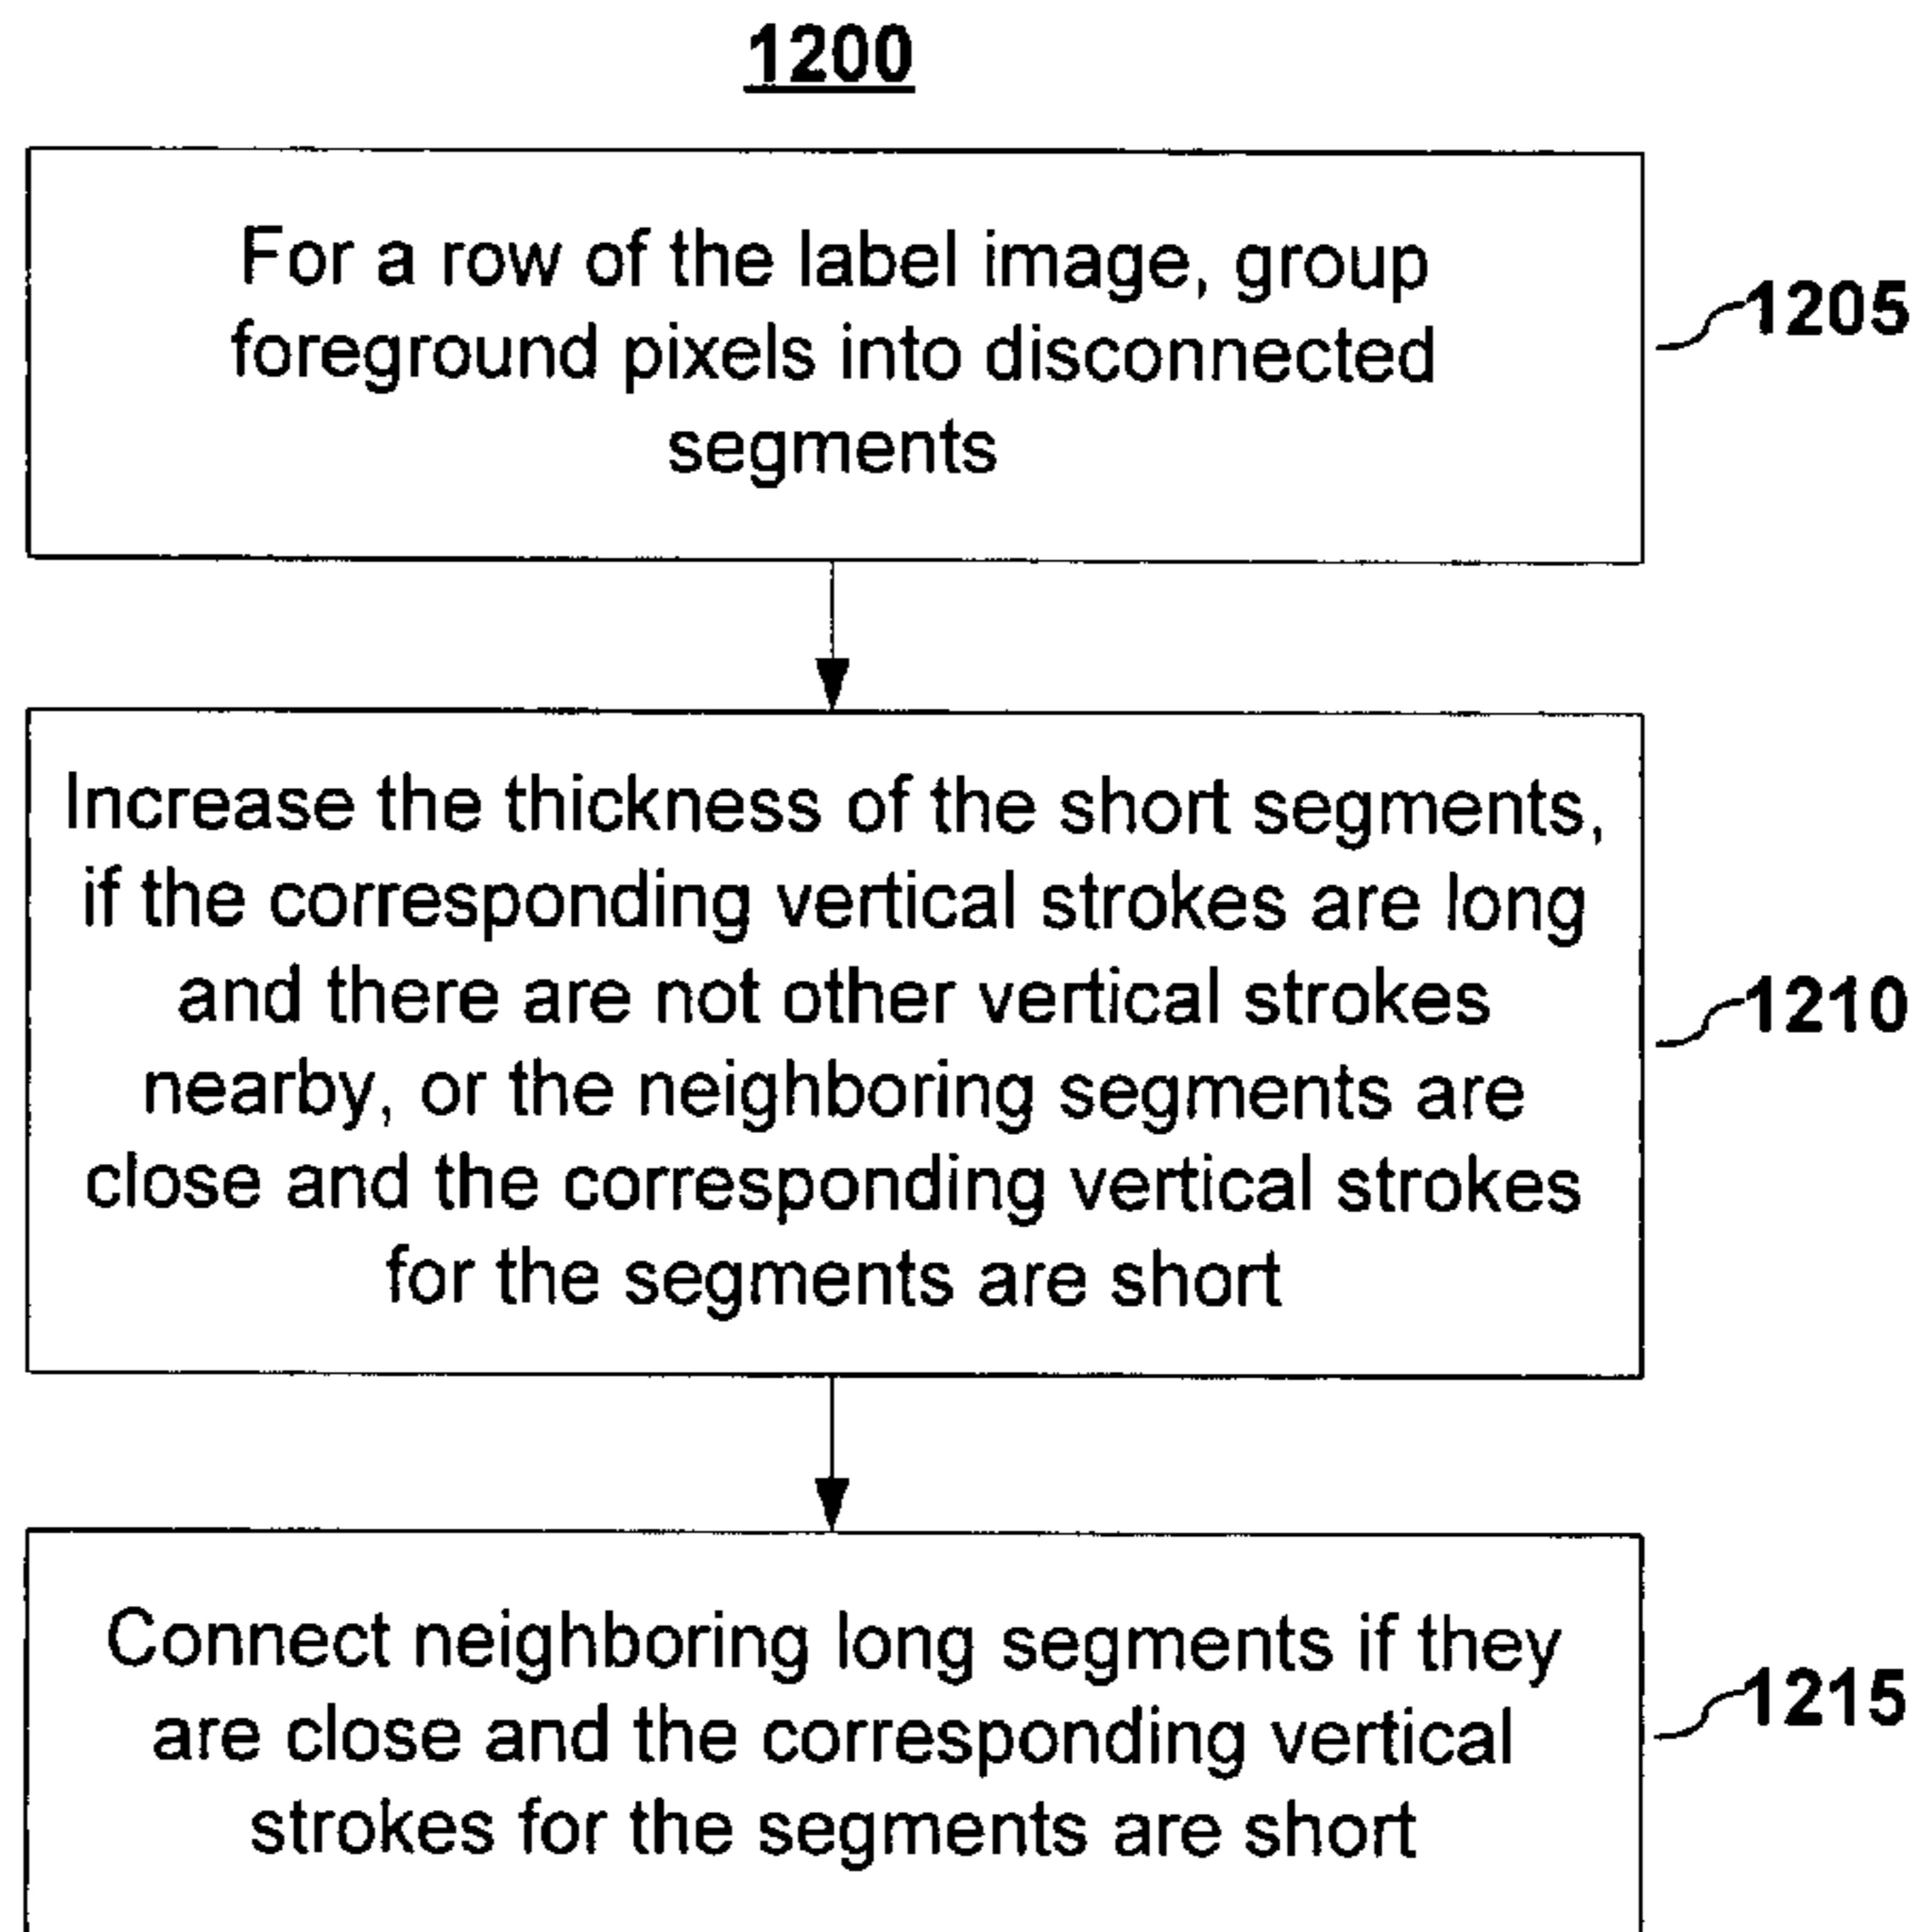 1200
For a row of the label image, group
foreground pixels into disconnected
segments
1205
Increase the thickness of the short segments,
if the corresponding vertical strokes are long
and there are not other vertical strokes
nearby, or the neighboring segments are
close and the corresponding vertical strokes
for the segments are short
1210
Connect neighboring long segments if they
are close and the corresponding vertical
strokes for the segments are short
1215